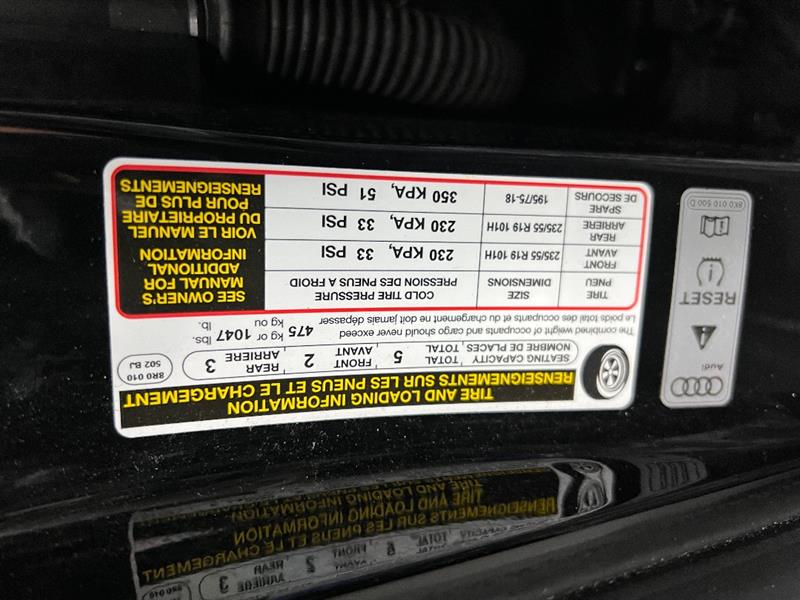 TIRE AND LOADING INFORMATION
RENSEIGNEMENTS SUR LES PNEUS ET LE CHARGEMENT
SEATING CAPACITY TOTAL 5 FRONT 2 REAR 3
NOMBRE DE PLACES TOTAL AVANT ARRIERE
8R0 010
502 BJ
The combined weight of occupants and cargo should never exceed 475 kg or 1047 lbs.
Le poids total des occupants et du chargement ne doit jamais dépasser kg ou lb.
TIRE SIZE COLD TIRE PRESSURE
PNEU DIMENSIONS PRESSION DES PNEUS A FROID
FRONT 235/55 R19 101H 230 KPA, 33 PSI
AVANT
REAR 235/55 R19 101H 230 KPA, 33 PSI
ARRIERE
SPARE 195/75-18 350 KPA, 51 PSI
DE SECOURS
SEE OWNER'S
MANUAL FOR
ADDITIONAL
INFORMATION
VOIR LE MANUEL
DU PROPRIETAIRE
POUR PLUS DE
RENSEIGNEMENTS
Audi
RESET
8K0 010 500 D